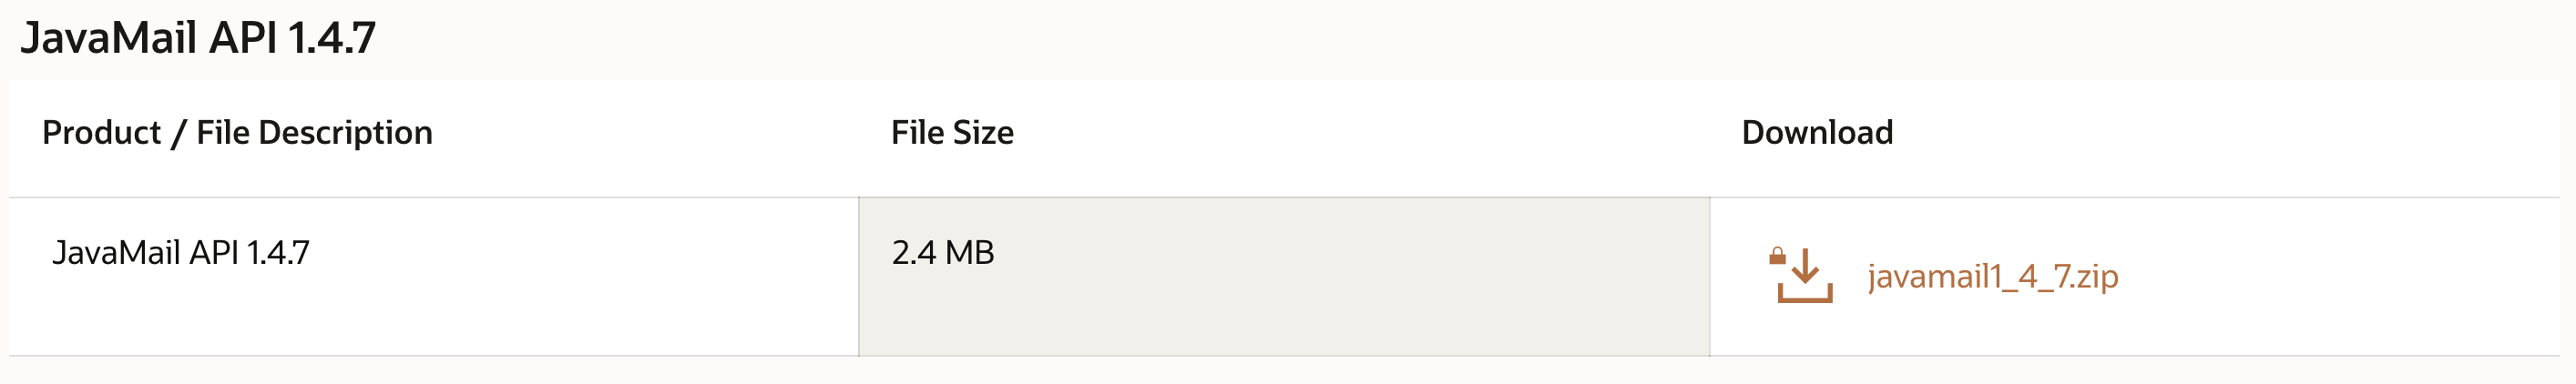 JavaMail API 1.4.7
Product / File Description
File Size
Download
JavaMail API 1.4.7
2.4 MB
javamail1_4_7.zip